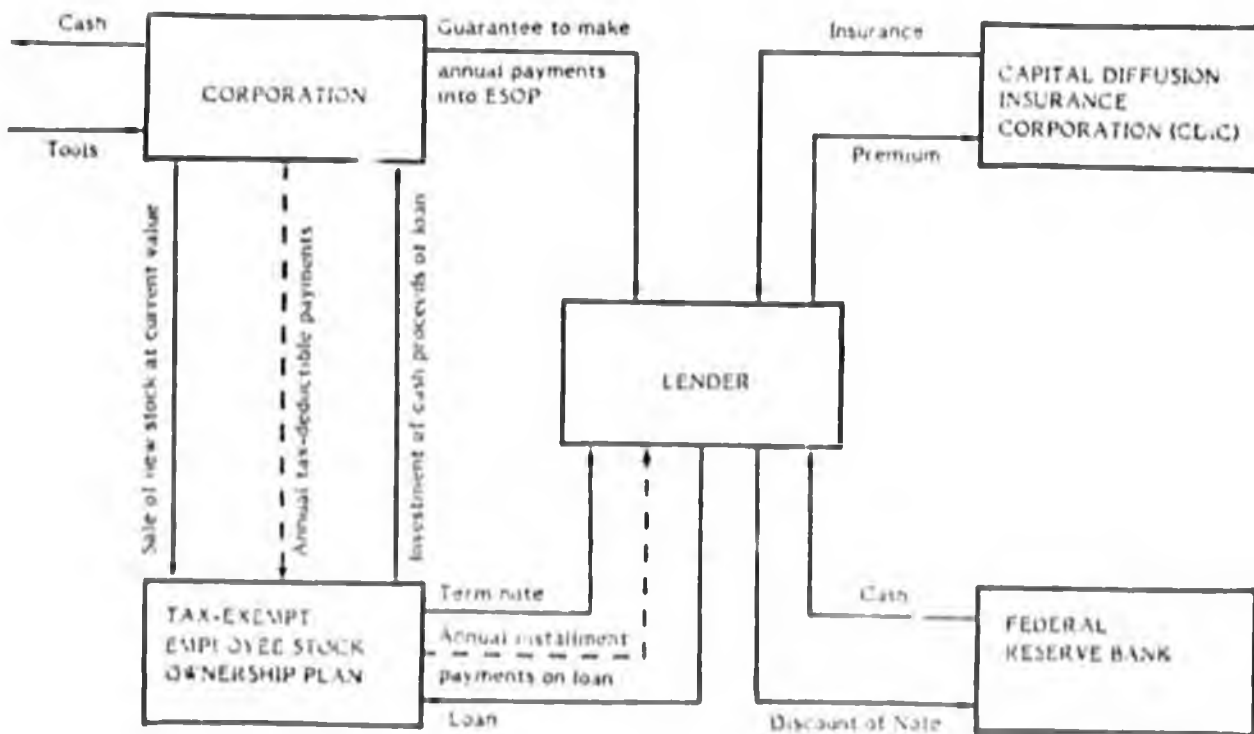 Cash
CORPORATION
Tools
Guarantee to make
annual payments
into ESOP
Insurance
CAPITAL DIFFUSION
INSURANCE
CORPORATION (CDIC)
Premium
Sale of new stock at current value
Annual tax-deductible payments
Investment of cash proceeds of loan
LENDER
TAX-EXEMPT
EMPLOYEE STOCK
OWNERSHIP PLAN
Term note
Annual installment
payments on loan
Loan
Cash
FEDERAL
RESERVE BANK
Discount of Note